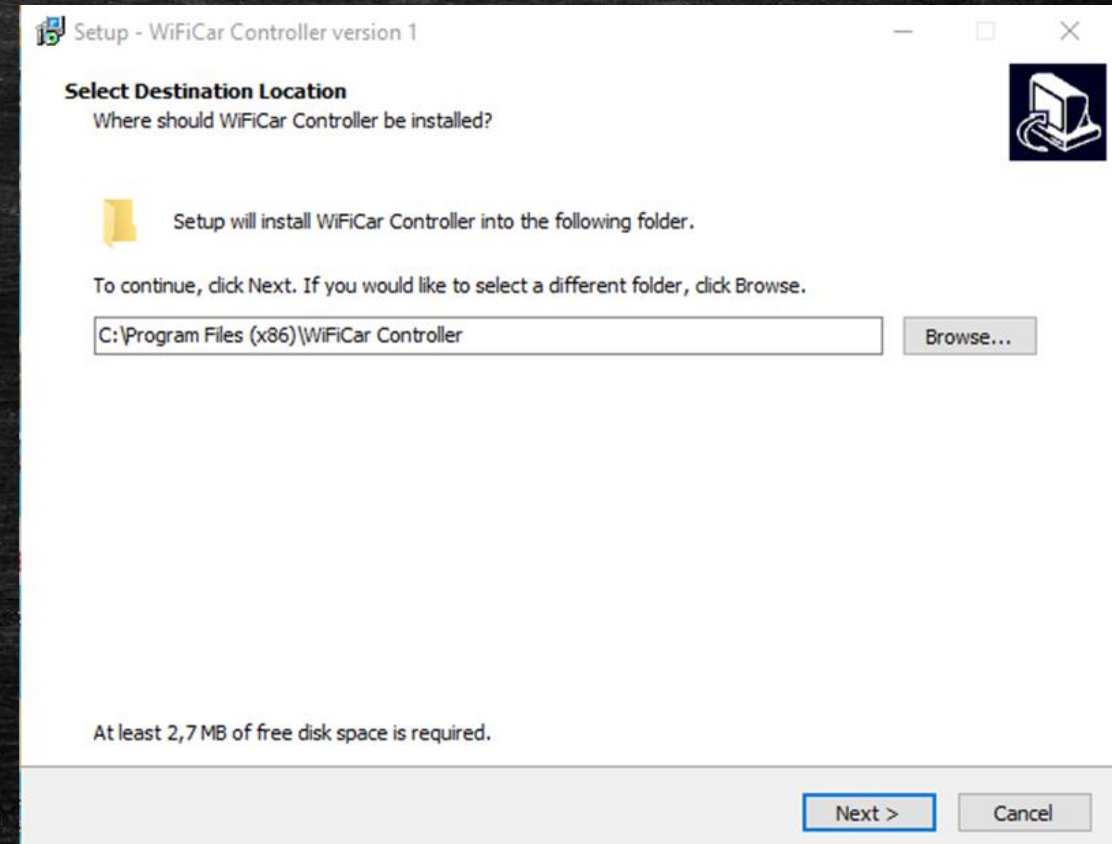 Setup - WiFiCar Controller version 1
Select Destination Location
Where should WiFiCar Controller be installed?
Setup will install WiFiCar Controller into the following folder.
To continue, click Next. If you would like to select a different folder, click Browse.
C:\Program Files (x86)\WiFiCar Controller
Browse...
At least 2,7 MB of free disk space is required.
Next >
Cancel